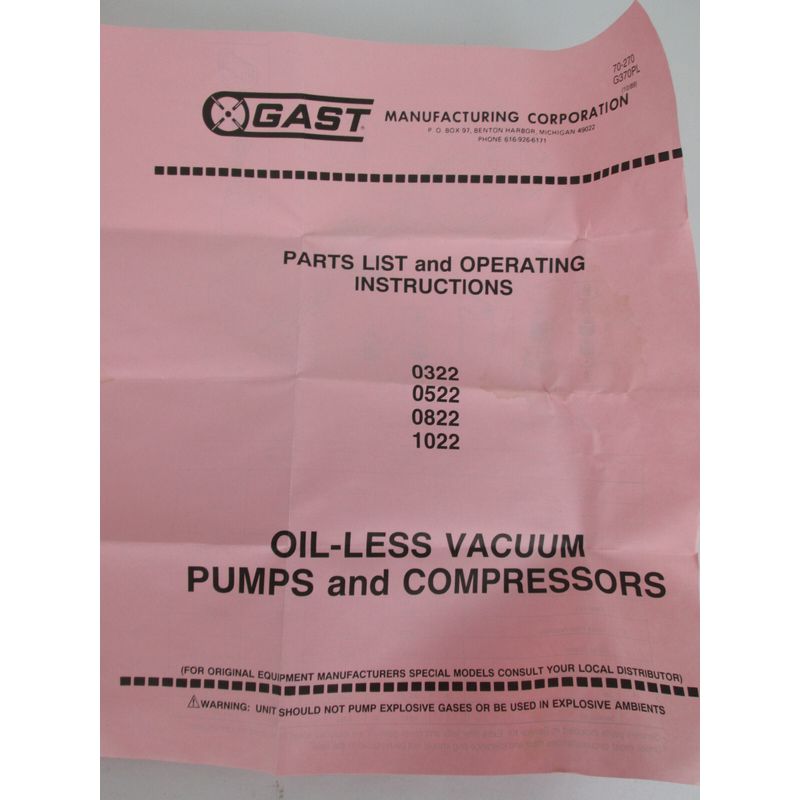 70-270
G370PL
(10/89)
GAST MANUFACTURING CORPORATION
P. O. BOX 97, BENTON HARBOR, MICHIGAN 49022
PHONE 616-926-6171
PARTS LIST and OPERATING
INSTRUCTIONS
0322
0522
0822
1022
OIL-LESS VACUUM
PUMPS and COMPRESSORS
(FOR ORIGINAL EQUIPMENT MANUFACTURERS SPECIAL MODELS CONSULT YOUR LOCAL DISTRIBUTOR)
WARNING: UNIT SHOULD NOT PUMP EXPLOSIVE GASES OR BE USED IN EXPLOSIVE AMBIENTS